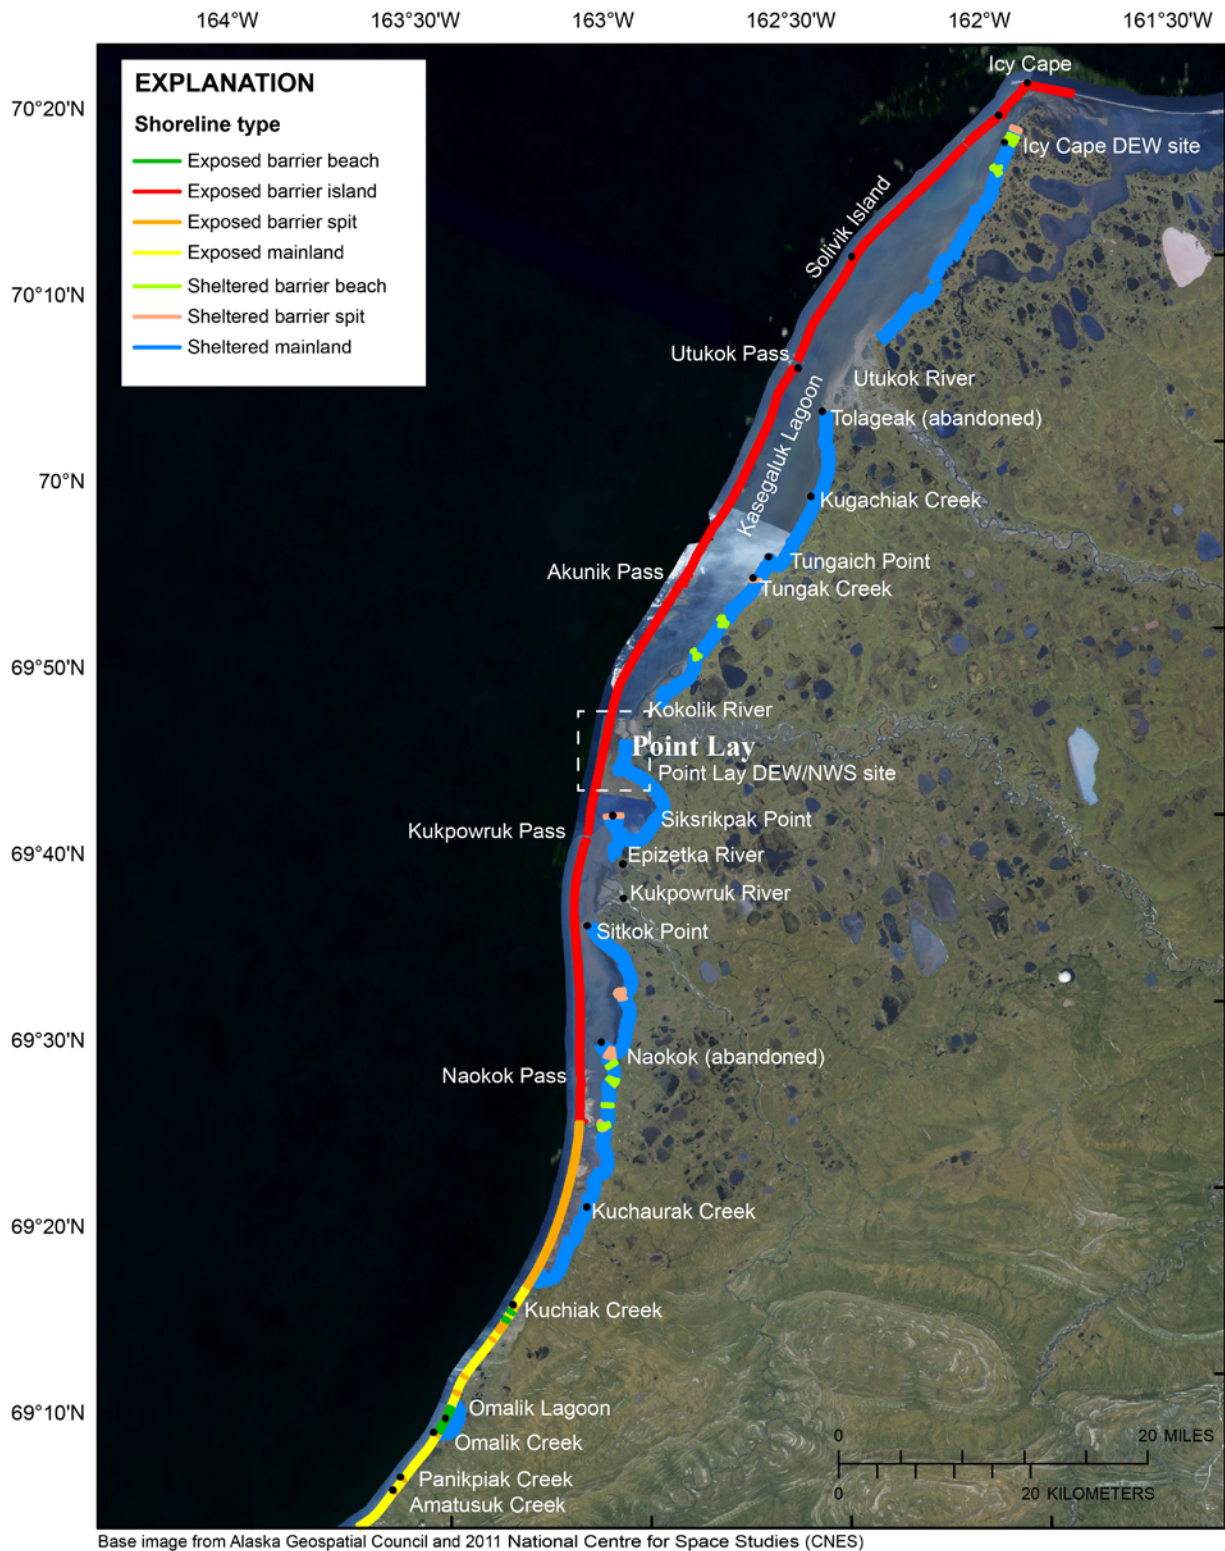 164°W 163°30'W 163°W 162°30'W 162°W 161°30'W
Icy Cape
EXPLANATION
70°20'N
Shoreline type
Icy Cape DEW site
Exposed barrier beach
Exposed barrier island
Exposed barrier spit
Solivik Island
Exposed mainland
Sheltered barrier beach
70°10'N
Sheltered barrier spit
Sheltered mainland
Utukok Pass
Utukok River
Tolageak (abandoned)
Kasegaluk Lagoon
70°N
Kugachiak Creek
Tungaich Point
Akunik Pass
Tungak Creek
69°50'N
Kokolik River
Point Lay
Point Lay DEW/NWS site
Siksrikpak Point
Kukpowruk Pass
69°40'N
Epizetka River
Kukpowruk River
Sitkok Point
69°30'N
Naokok (abandoned)
Naokok Pass
69°20'N
Kuchaurak Creek
Kuchiak Creek
69°10'N
Omalik Lagoon
Omalik Creek
0 20 MILES
Panikpiak Creek
0 20 KILOMETERS
Amatusuk Creek
Base image from Alaska Geospatial Council and 2011 National Centre for Space Studies (CNES)